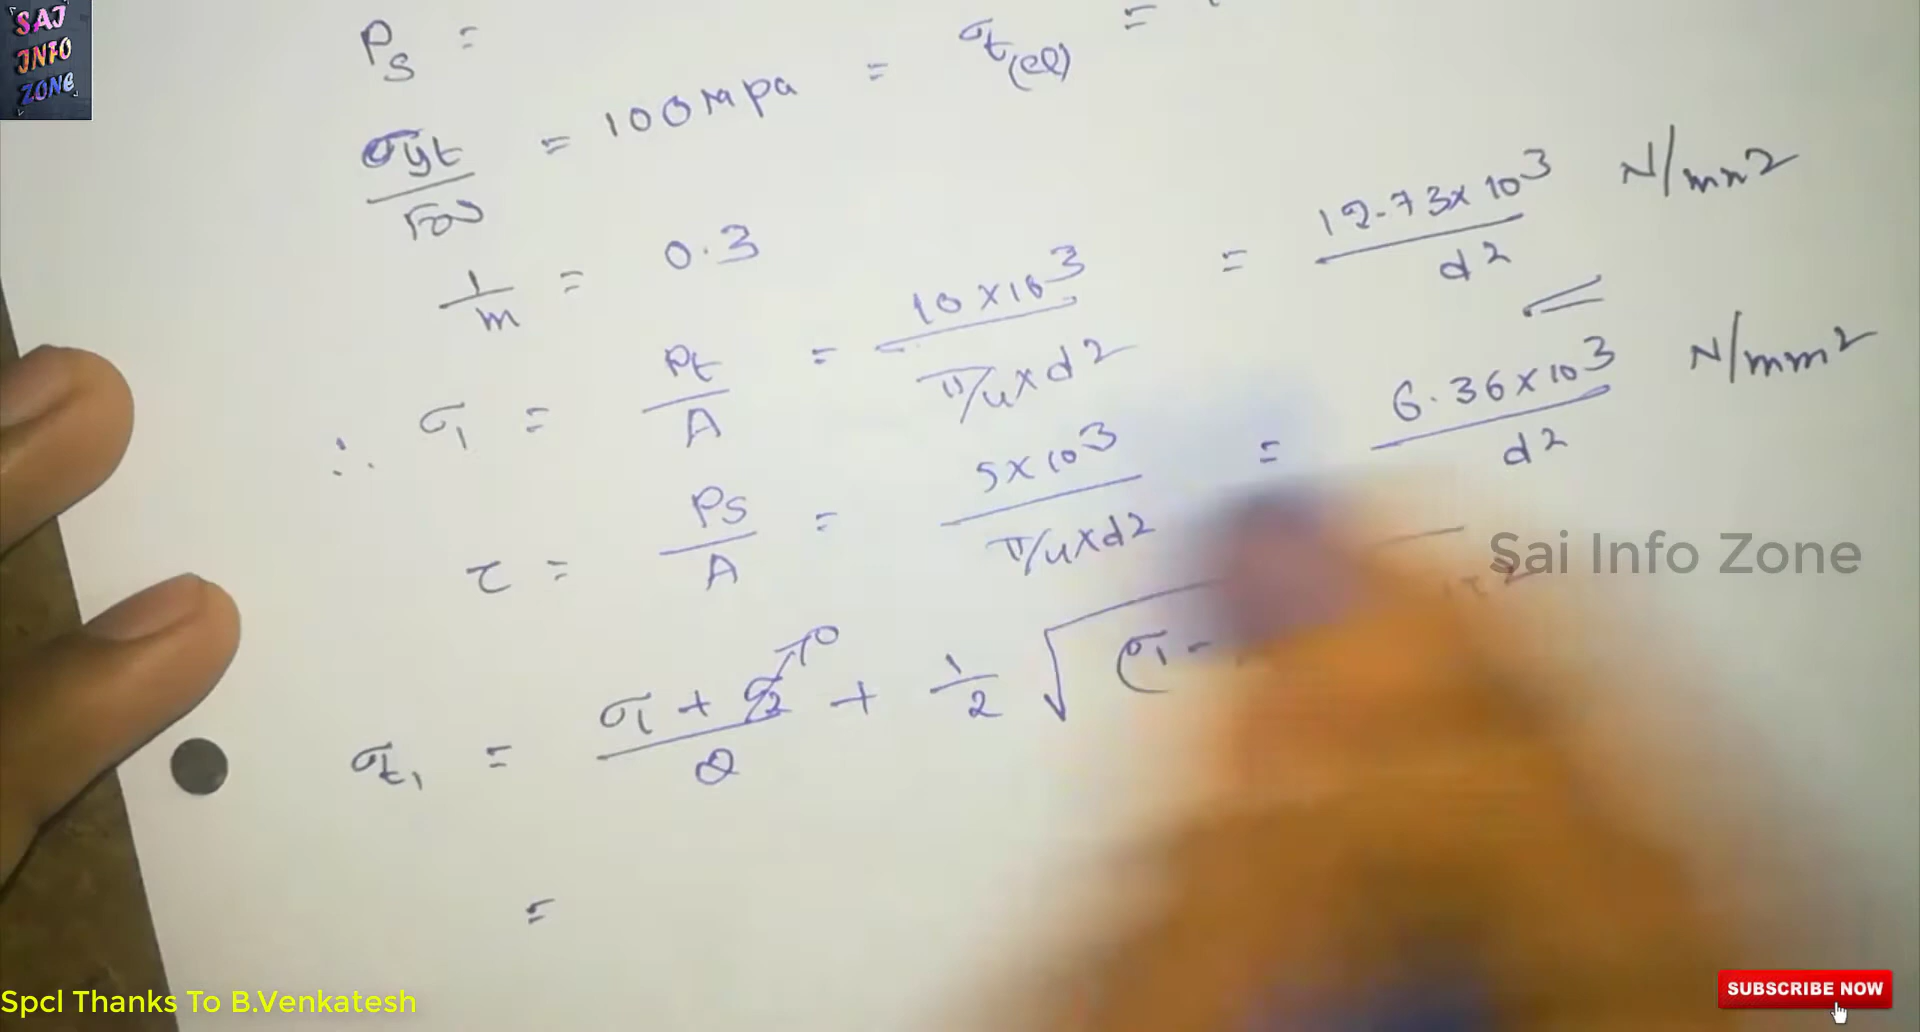 SAI
INFO
ZONE
Ps =
σyt/FOS = 100 Mpa = σt(el) =
1/m = 0.3
∴ σ1 = Pt/A = 10×10³/π/4×d² = 12.73×10³/d² N/mm²
τ = Ps/A = 5×10³/π/4×d² = 6.36×10³/d² N/mm²
Sai Info Zone
σt1 = σ1 + σ2/2 + 1/2 √(σ1 -
=
Spcl Thanks To B.Venkatesh
SUBSCRIBE NOW